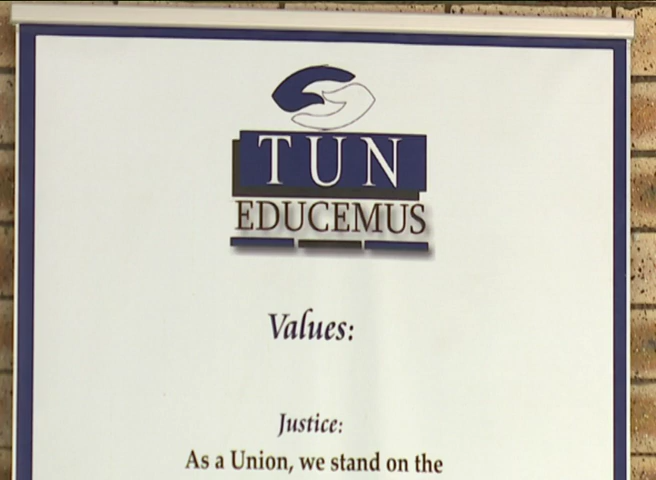 TUN
EDUCEMUS
Values:
Justice:
As a Union, we stand on the